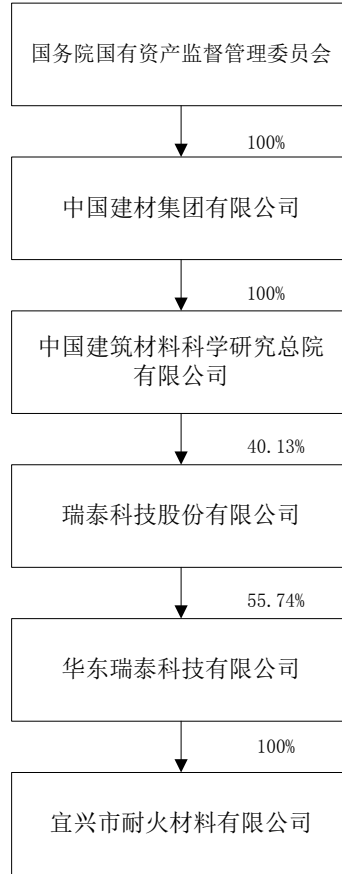 国务院国有资产监督管理委员会
100%
中国建材集团有限公司
100%
中国建筑材料科学研究总院
有限公司
40.13%
瑞泰科技股份有限公司
55.74%
华东瑞泰科技有限公司
100%
宜兴市耐火材料有限公司